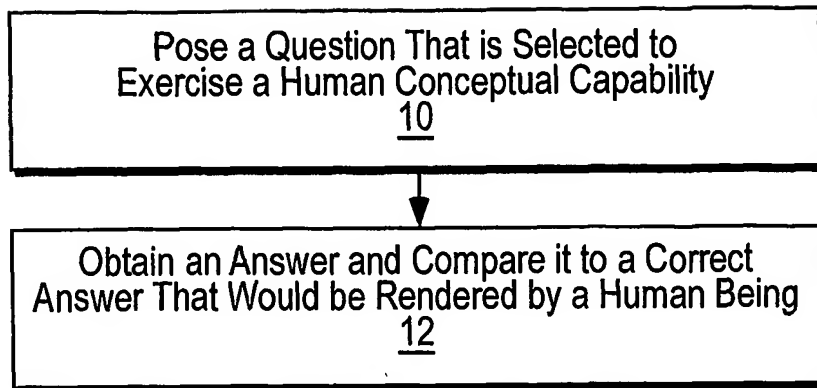 Pose a Question That is Selected to
Exercise a Human Conceptual Capability
10
Obtain an Answer and Compare it to a Correct
Answer That Would be Rendered by a Human Being
12